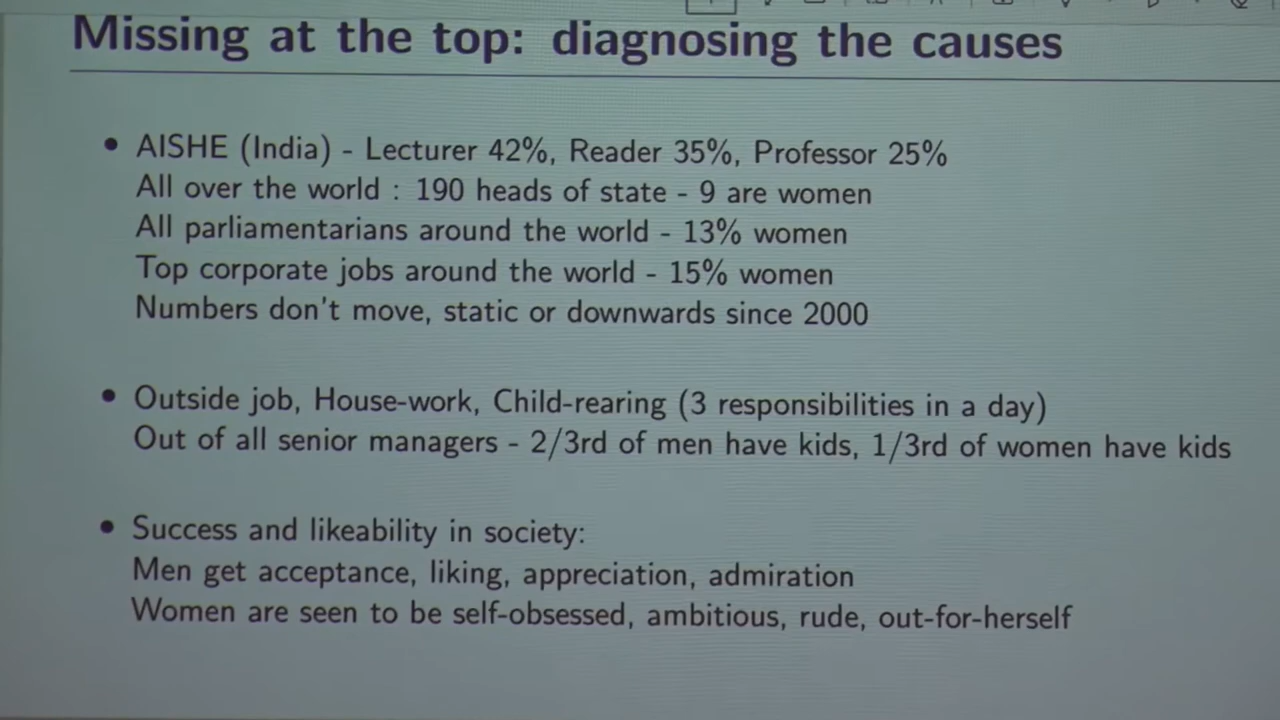 Missing at the top: diagnosing the causes
• AISHE (India) - Lecturer 42%, Reader 35%, Professor 25%
All over the world : 190 heads of state - 9 are women
All parliamentarians around the world - 13% women
Top corporate jobs around the world - 15% women
Numbers don't move, static or downwards since 2000
• Outside job, House-work, Child-rearing (3 responsibilities in a day)
Out of all senior managers - 2/3rd of men have kids, 1/3rd of women have kids
• Success and likeability in society:
Men get acceptance, liking, appreciation, admiration
Women are seen to be self-obsessed, ambitious, rude, out-for-herself